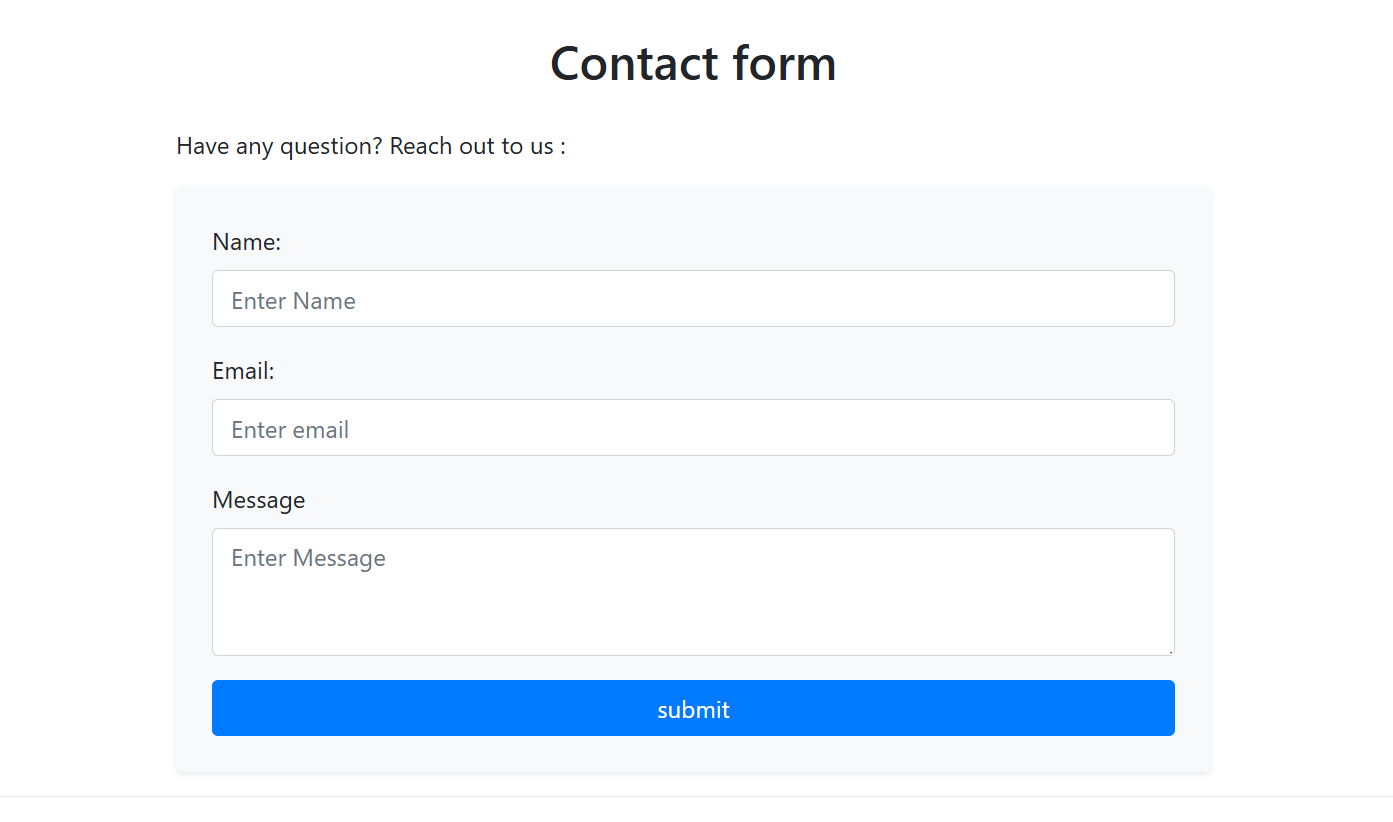 Contact form
Have any question? Reach out to us :
Name:
Enter Name
Email:
Enter email
Message
Enter Message
submit